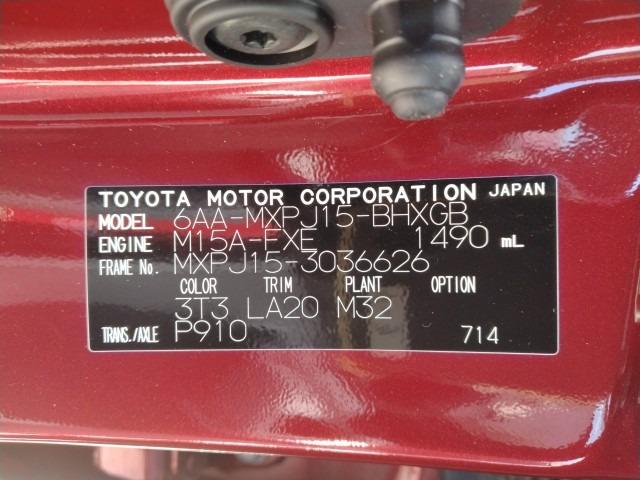 TOYOTA MOTOR CORPORATION JAPAN
MODEL 6AA-MXPJ15-BHXGB
ENGINE M15A-FXE 1490 mL
FRAME No. MXPJ15-3036626
COLOR TRIM PLANT OPTION
3T3 LA20 M32
TRANS./AXLE P910 714